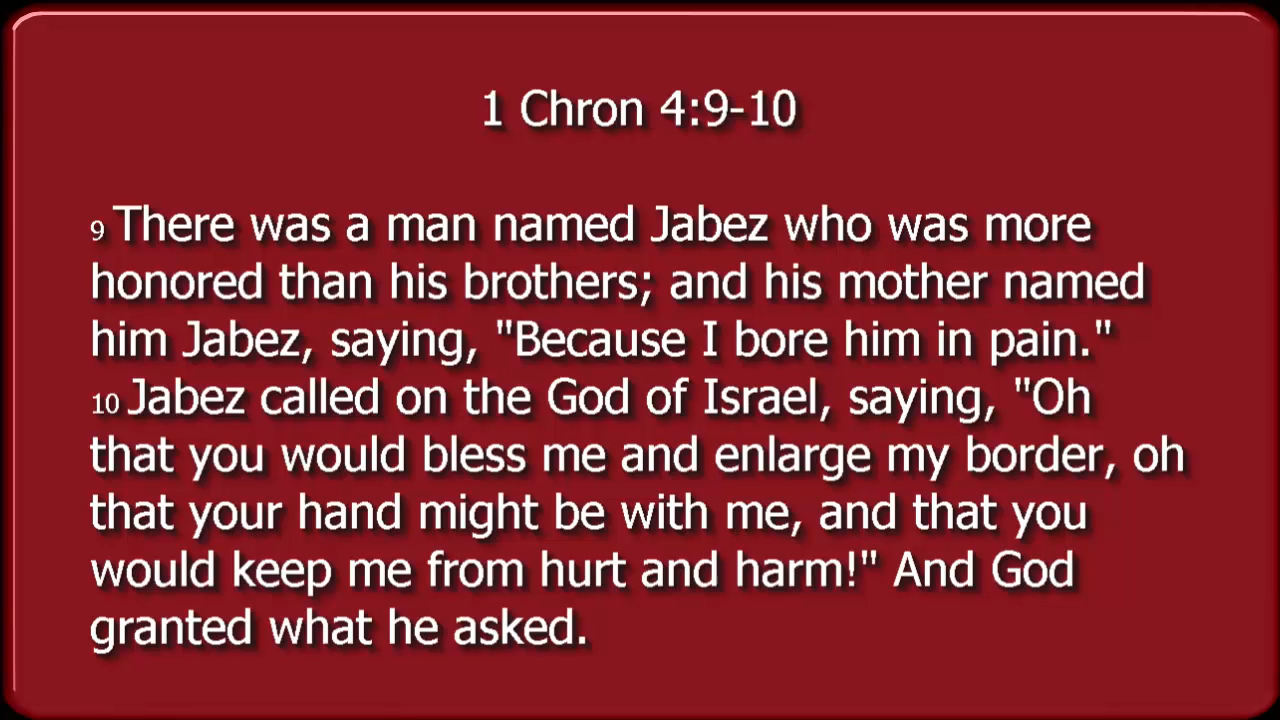 1 Chron 4:9-10
9 There was a man named Jabez who was more
honored than his brothers; and his mother named
him Jabez, saying, "Because I bore him in pain."
10 Jabez called on the God of Israel, saying, "Oh
that you would bless me and enlarge my border, oh
that your hand might be with me, and that you
would keep me from hurt and harm!" And God
granted what he asked.